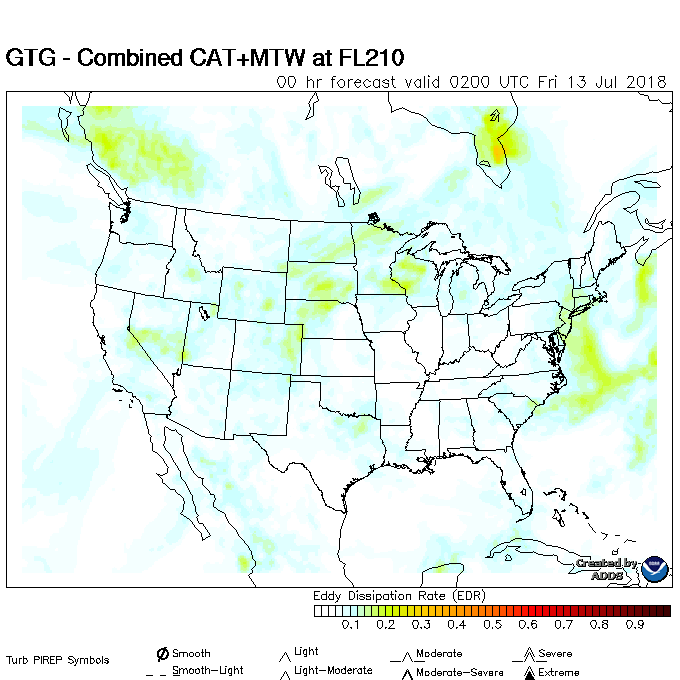 GTG - Combined CAT+MTW at FL210
00 hr forecast valid 0200 UTC Fri 13 Jul 2018
Created by
ADDS
Eddy Dissipation Rate (EDR)
0.1 0.2 0.3 0.4 0.5 0.6 0.7 0.8 0.9
Turb PIREP Symbols
Smooth Light Moderate Severe
Smooth-Light Light-Moderate Moderate-Severe Extreme